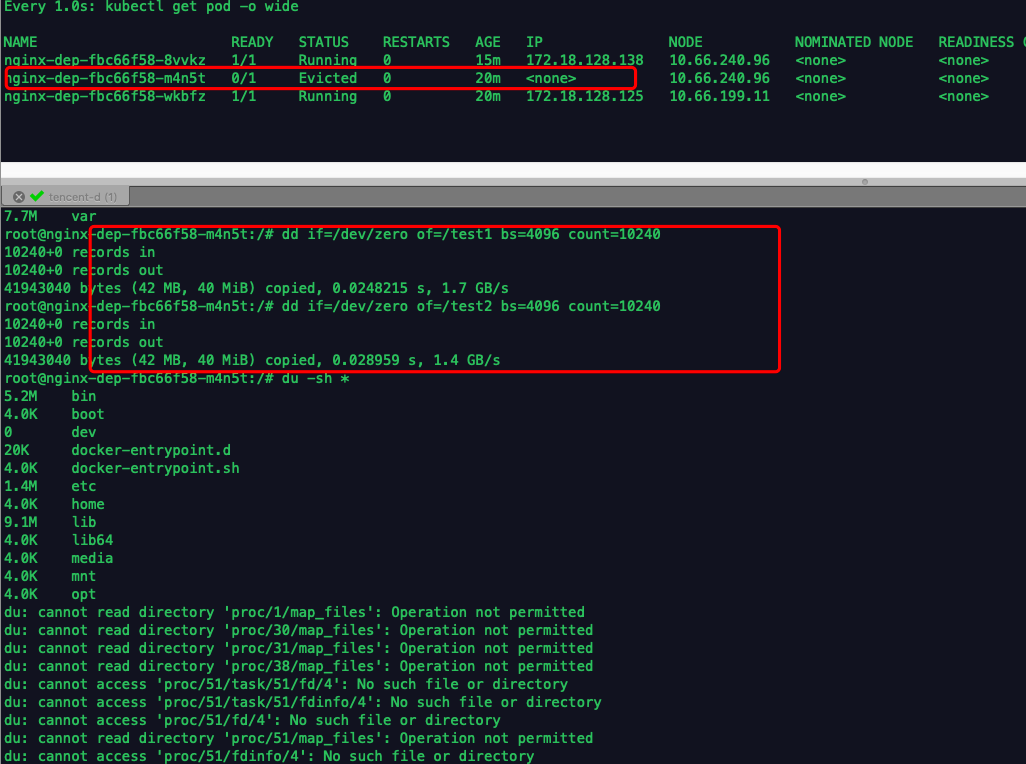 Every 1.0s: kubectl get pod -o wide
NAME READY STATUS RESTARTS AGE IP NODE NOMINATED NODE READINESS
nginx-dep-fbc66f58-8vvkz 1/1 Running 0 15m 172.18.128.138 10.66.240.96 <none> <none>
nginx-dep-fbc66f58-m4n5t 0/1 Evicted 0 20m <none> 10.66.240.96 <none> <none>
nginx-dep-fbc66f58-wkbfz 1/1 Running 0 20m 172.18.128.125 10.66.199.11 <none> <none>
tencent-d (1)
7.7M var
root@nginx-dep-fbc66f58-m4n5t:/# dd if=/dev/zero of=/test1 bs=4096 count=10240
10240+0 records in
10240+0 records out
41943040 bytes (42 MB, 40 MiB) copied, 0.0248215 s, 1.7 GB/s
root@nginx-dep-fbc66f58-m4n5t:/# dd if=/dev/zero of=/test2 bs=4096 count=10240
10240+0 records in
10240+0 records out
41943040 bytes (42 MB, 40 MiB) copied, 0.028959 s, 1.4 GB/s
root@nginx-dep-fbc66f58-m4n5t:/# du -sh *
5.2M bin
4.0K boot
0 dev
20K docker-entrypoint.d
4.0K docker-entrypoint.sh
1.4M etc
4.0K home
9.1M lib
4.0K lib64
4.0K media
4.0K mnt
4.0K opt
du: cannot read directory 'proc/1/map_files': Operation not permitted
du: cannot read directory 'proc/30/map_files': Operation not permitted
du: cannot read directory 'proc/31/map_files': Operation not permitted
du: cannot read directory 'proc/38/map_files': Operation not permitted
du: cannot access 'proc/51/task/51/fd/4': No such file or directory
du: cannot access 'proc/51/task/51/fdinfo/4': No such file or directory
du: cannot access 'proc/51/fd/4': No such file or directory
du: cannot read directory 'proc/51/map_files': Operation not permitted
du: cannot access 'proc/51/fdinfo/4': No such file or directory